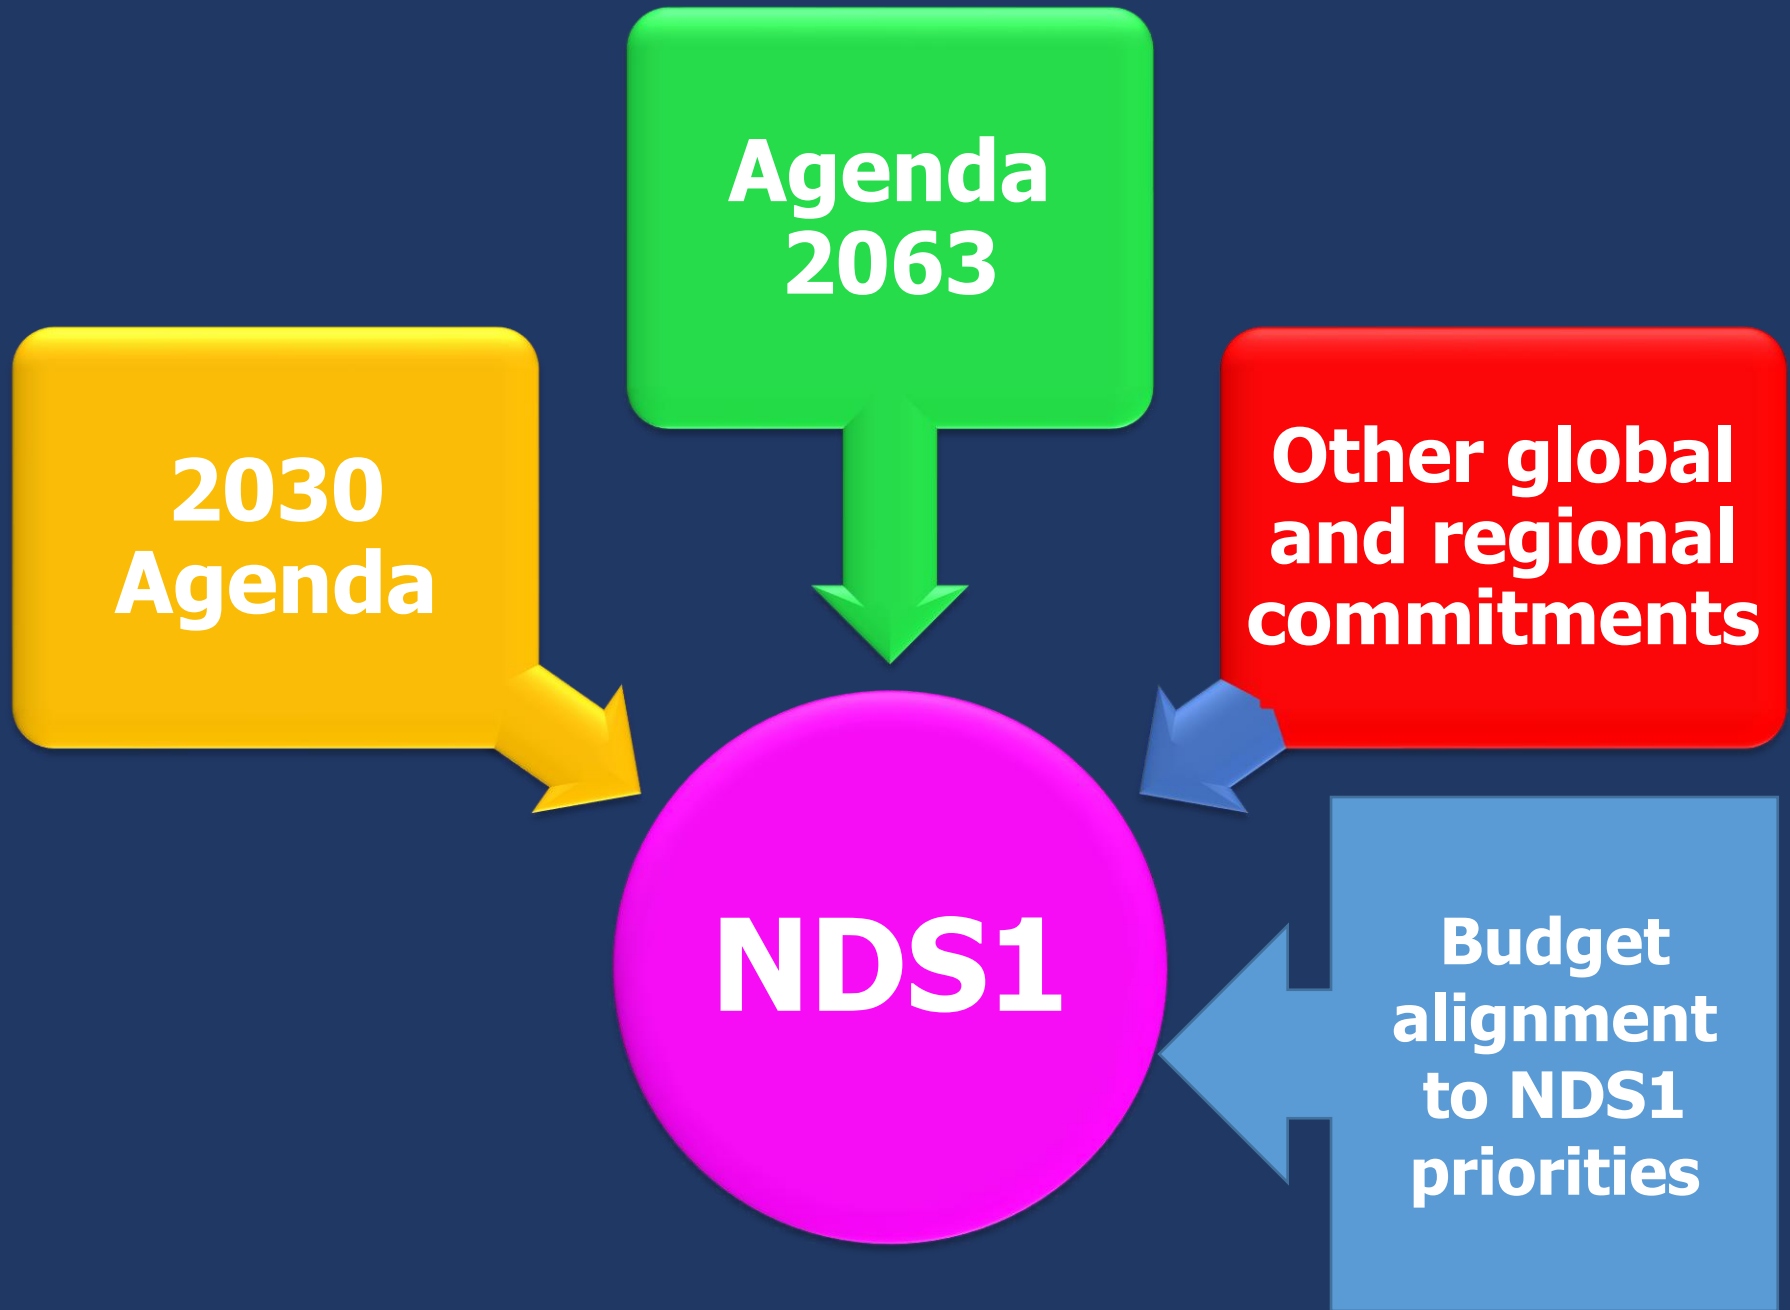 Agenda
2063
2030
Agenda
Other global
and regional
commitments
NDS1
Budget
alignment
to NDS1
priorities